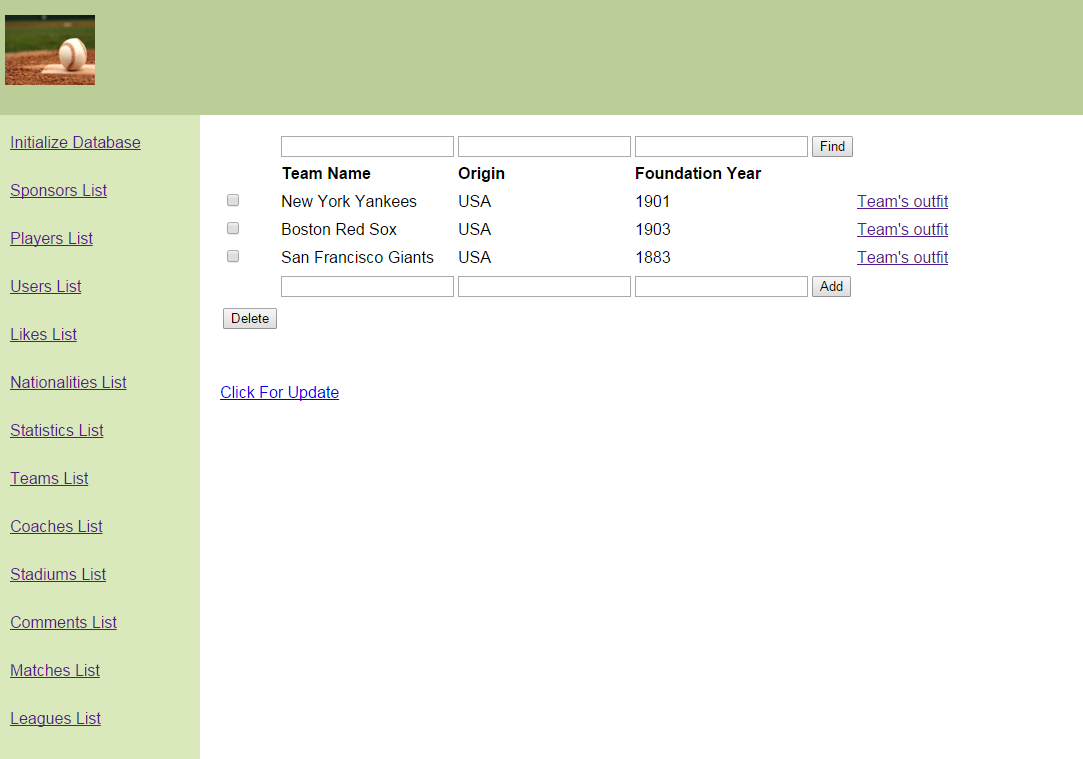 Initialize Database
Sponsors List
Players List
Users List
Likes List
Nationalities List
Statistics List
Teams List
Coaches List
Stadiums List
Comments List
Matches List
Leagues List
Find
Team Name Origin Foundation Year
New York Yankees USA 1901 Team's outfit
Boston Red Sox USA 1903 Team's outfit
San Francisco Giants USA 1883 Team's outfit
Add
Delete
Click For Update